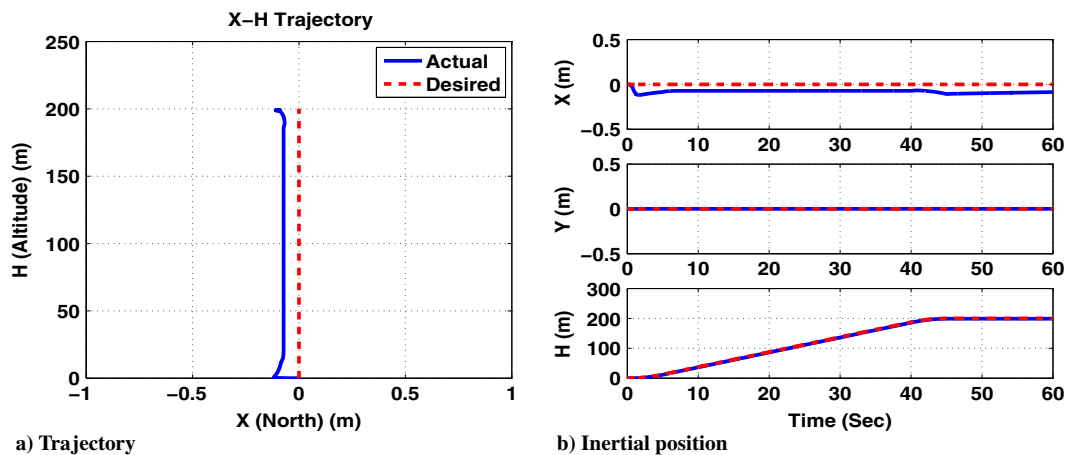 X−H Trajectory
250
200
150
100
50
0
H (Altitude) (m)
Actual
Desired
−1
−0.5
0
0.5
1
X (North) (m)
a) Trajectory
0.5
0
−0.5
X (m)
0 10 20 30 40 50 60
0.5
0
−0.5
Y (m)
0 10 20 30 40 50 60
300
200
100
0
H (m)
0 10 20 30 40 50 60
Time (Sec)
b) Inertial position